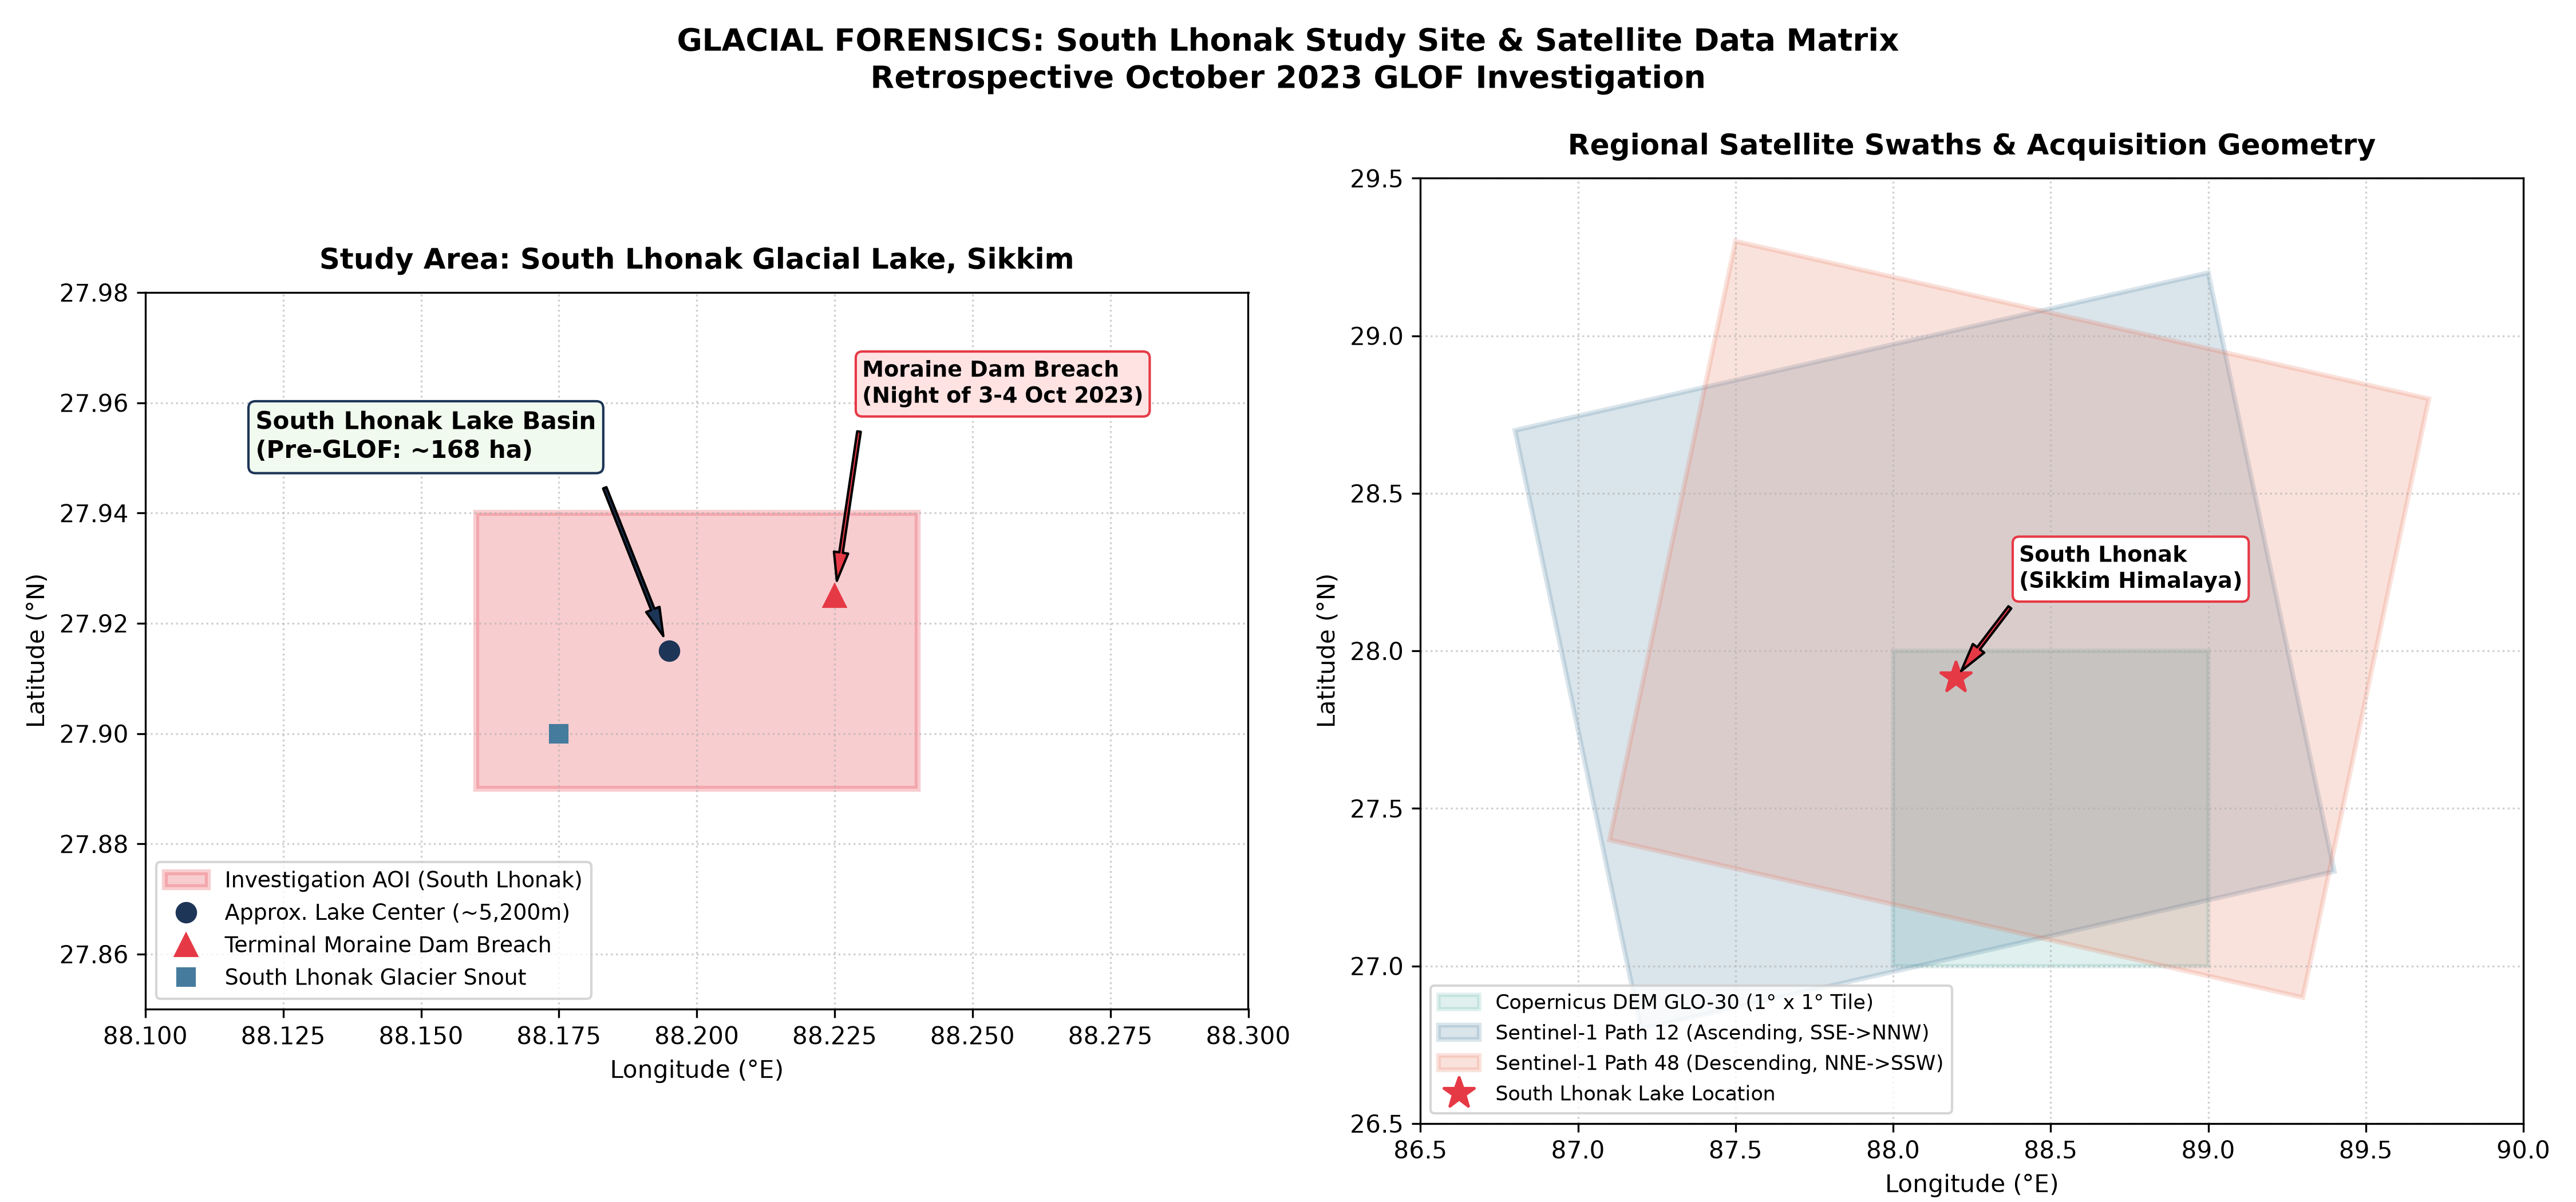 GLACIAL FORENSICS: South Lhonak Study Site & Satellite Data Matrix
Retrospective October 2023 GLOF Investigation
Study Area: South Lhonak Glacial Lake, Sikkim
27.98
27.96
27.94
27.92
27.90
27.88
27.86
Latitude (°N)
South Lhonak Lake Basin
(Pre-GLOF: ~168 ha)
Moraine Dam Breach
(Night of 3-4 Oct 2023)
Investigation AOI (South Lhonak)
Approx. Lake Center (~5,200m)
Terminal Moraine Dam Breach
South Lhonak Glacier Snout
88.100 88.125 88.150 88.175 88.200 88.225 88.250 88.275 88.300
Longitude (°E)
Regional Satellite Swaths & Acquisition Geometry
29.5
29.0
28.5
28.0
27.5
27.0
26.5
Latitude (°N)
South Lhonak
(Sikkim Himalaya)
Copernicus DEM GLO-30 (1° x 1° Tile)
Sentinel-1 Path 12 (Ascending, SSE->NNW)
Sentinel-1 Path 48 (Descending, NNE->SSW)
South Lhonak Lake Location
86.5 87.0 87.5 88.0 88.5 89.0 89.5 90.0
Longitude (°E)